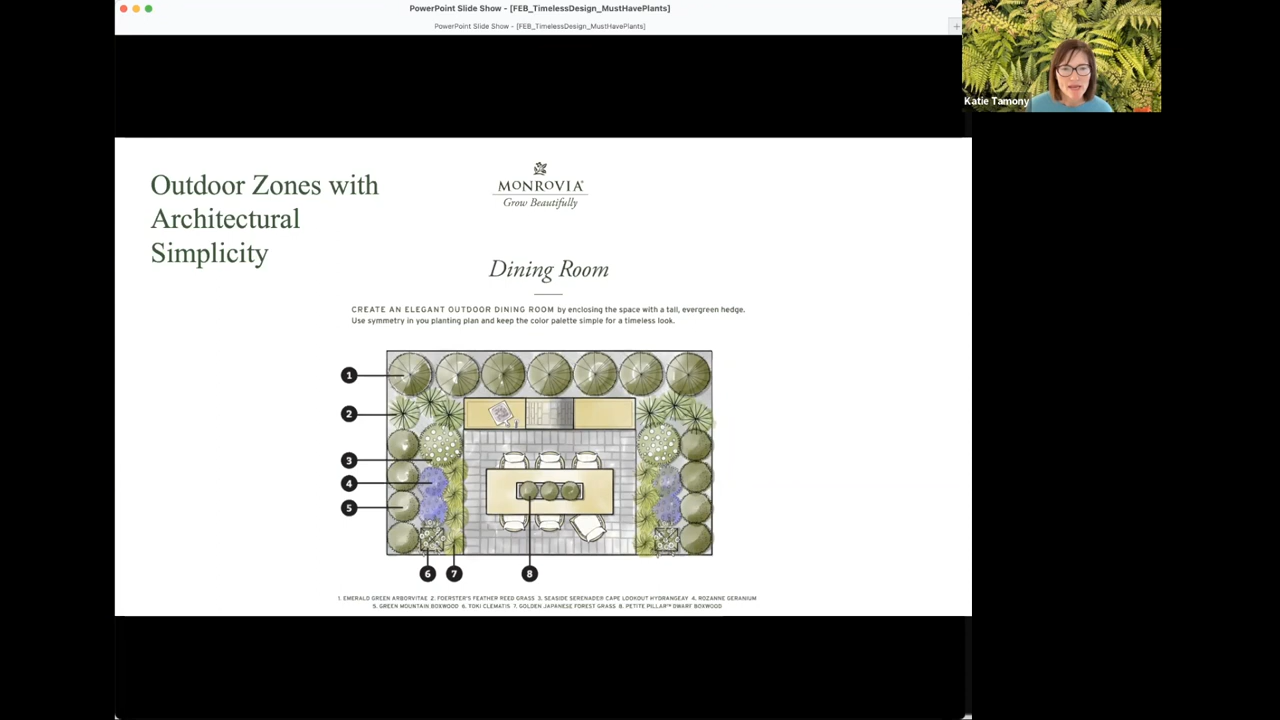 PowerPoint Slide Show - [FEB_TimelessDesign_MustHavePlants]
PowerPoint Slide Show - [FEB_TimelessDesign_MustHavePlants]
Katie Tamony
Outdoor Zones with
Architectural
Simplicity
MONROVIA®
Grow Beautifully
Dining Room
CREATE AN ELEGANT OUTDOOR DINING ROOM by enclosing the space with a tall, evergreen hedge.
Use symmetry in you planting plan and keep the color palette simple for a timeless look.
1
2
3
4
5
6 7 8
1. EMERALD GREEN ARBORVITAE 2. FOERSTER'S FEATHER REED GRASS 3. SEASIDE SERENADE® CAPE LOOKOUT HYDRANGEAY 4. ROZANNE GERANIUM
5. GREEN MOUNTAIN BOXWOOD 6. TOKI CLEMATIS 7. GOLDEN JAPANESE FOREST GRASS 8. PETITE PILLAR™ DWARF BOXWOOD